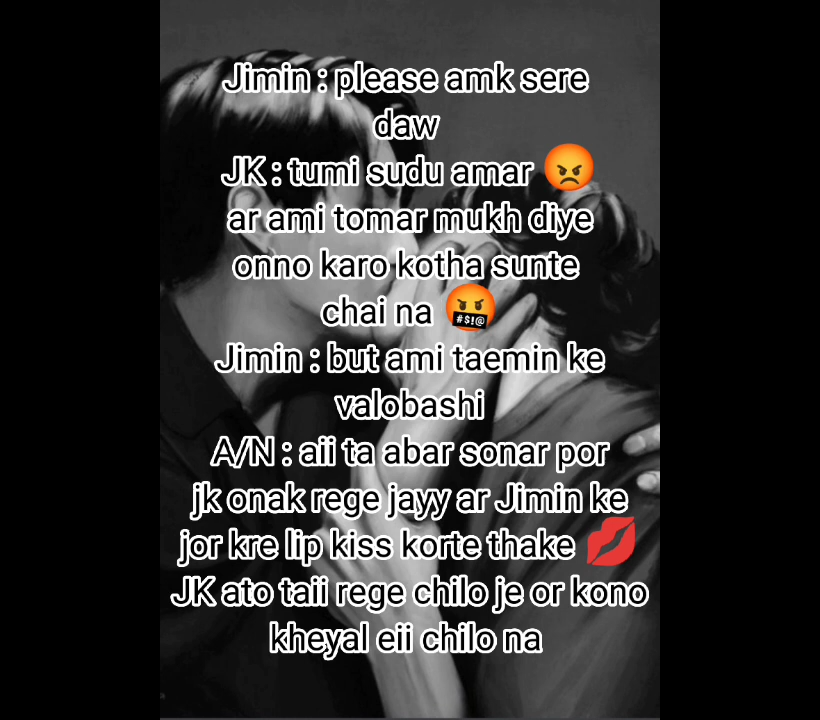 Jimin : please amk sere
daw
JK : tumi sudu amar 😡
ar ami tomar mukh diye
onno karo kotha sunte
chai na 🤬
Jimin : but ami taemin ke
valobashi
A/N : aii ta abar sonar por
jk onak rege jayy ar Jimin ke
jor kre lip kiss korte thake 💋
JK ato taii rege chilo je or kono
kheyal eii chilo na